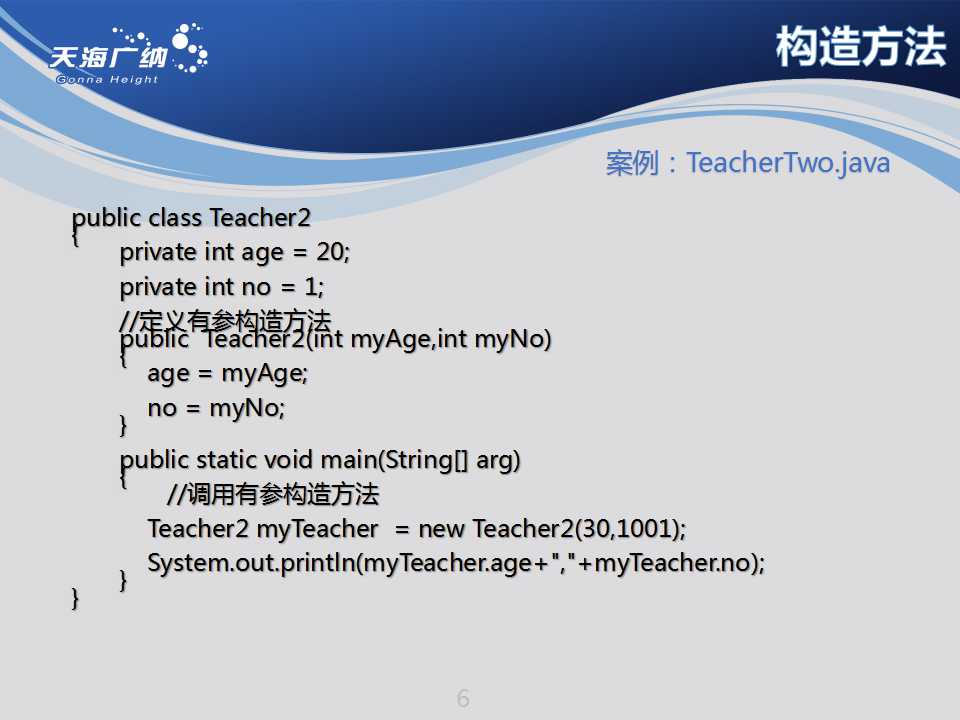 天海广纳
Gonna Height
构造方法
案例：TeacherTwo.java
public class Teacher2
{
private int age = 20;
private int no = 1;
//定义有参构造方法
public  Teacher2(int myAge,int myNo)
{
age = myAge;
no = myNo;
}
public static void main(String[] arg)
{
//调用有参构造方法
Teacher2 myTeacher  = new Teacher2(30,1001);
System.out.println(myTeacher.age+","+myTeacher.no);
}
}
6